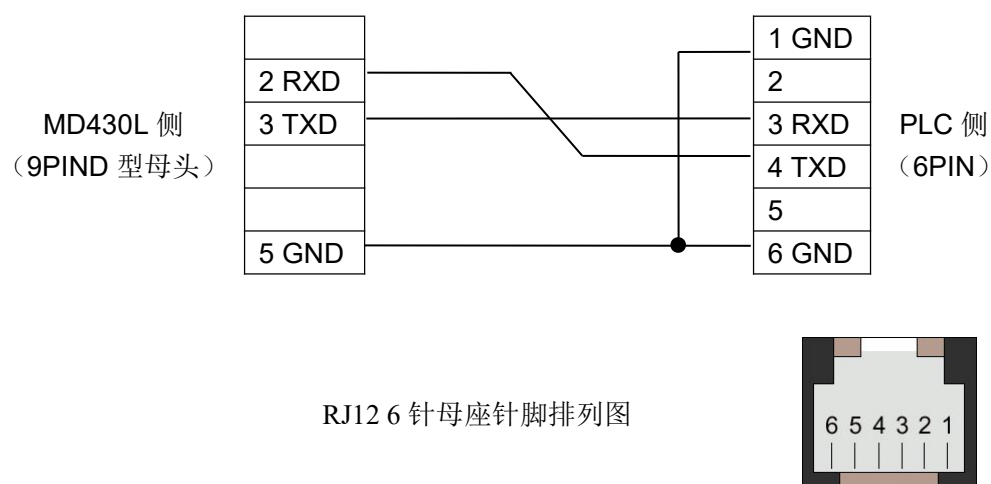 1 GND
2 RXD
2
MD430L 侧
3 TXD
3 RXD
PLC 侧
（9PIND 型母头）
4 TXD
（6PIN）
5
5 GND
6 GND
RJ12 6 针母座针脚排列图
6 5 4 3 2 1